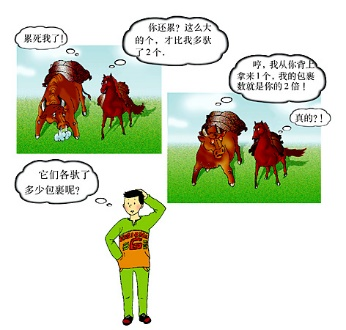 累死我了！
你还累？这么大
的个，才比我多驮
了2个．
哼，我从你背上
拿来1个，我的包裹
数就是你的2倍！
真的？！
它们各驮了
多少包裹呢？